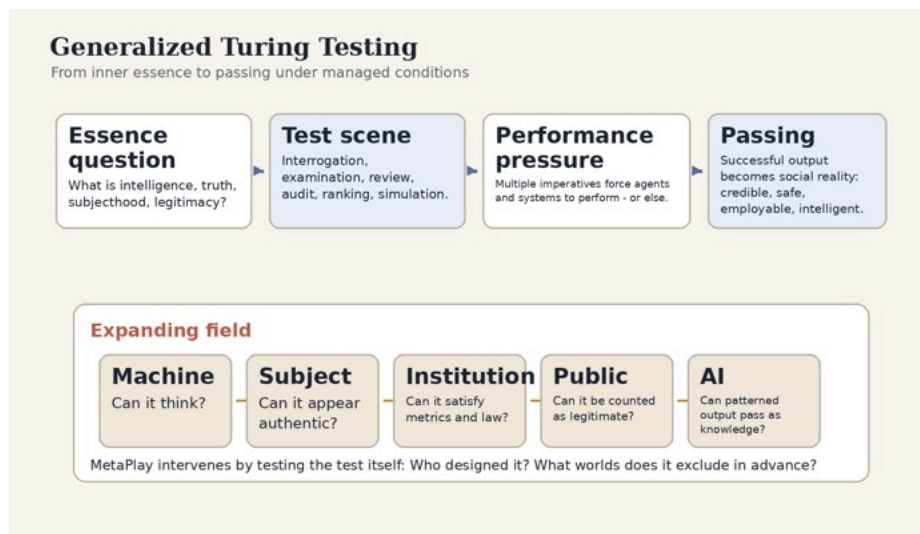 Generalized Turing Testing
From inner essence to passing under managed conditions
Essence
question
What is intelligence, truth,
subjecthood, legitimacy?
Test scene
Interrogation,
examination, review,
audit, ranking, simulation.
Performance
pressure
Multiple imperatives force agents
and systems to perform - or else.
Passing
Successful output
becomes social reality:
credible, safe,
employable, intelligent.
Expanding field
Machine
Can it think?
Subject
Can it appear
authentic?
Institution
Can it satisfy
metrics and law?
Public
Can it be counted
as legitimate?
AI
Can patterned
output pass as
knowledge?
MetaPlay intervenes by testing the test itself: Who designed it? What worlds does it exclude in advance?